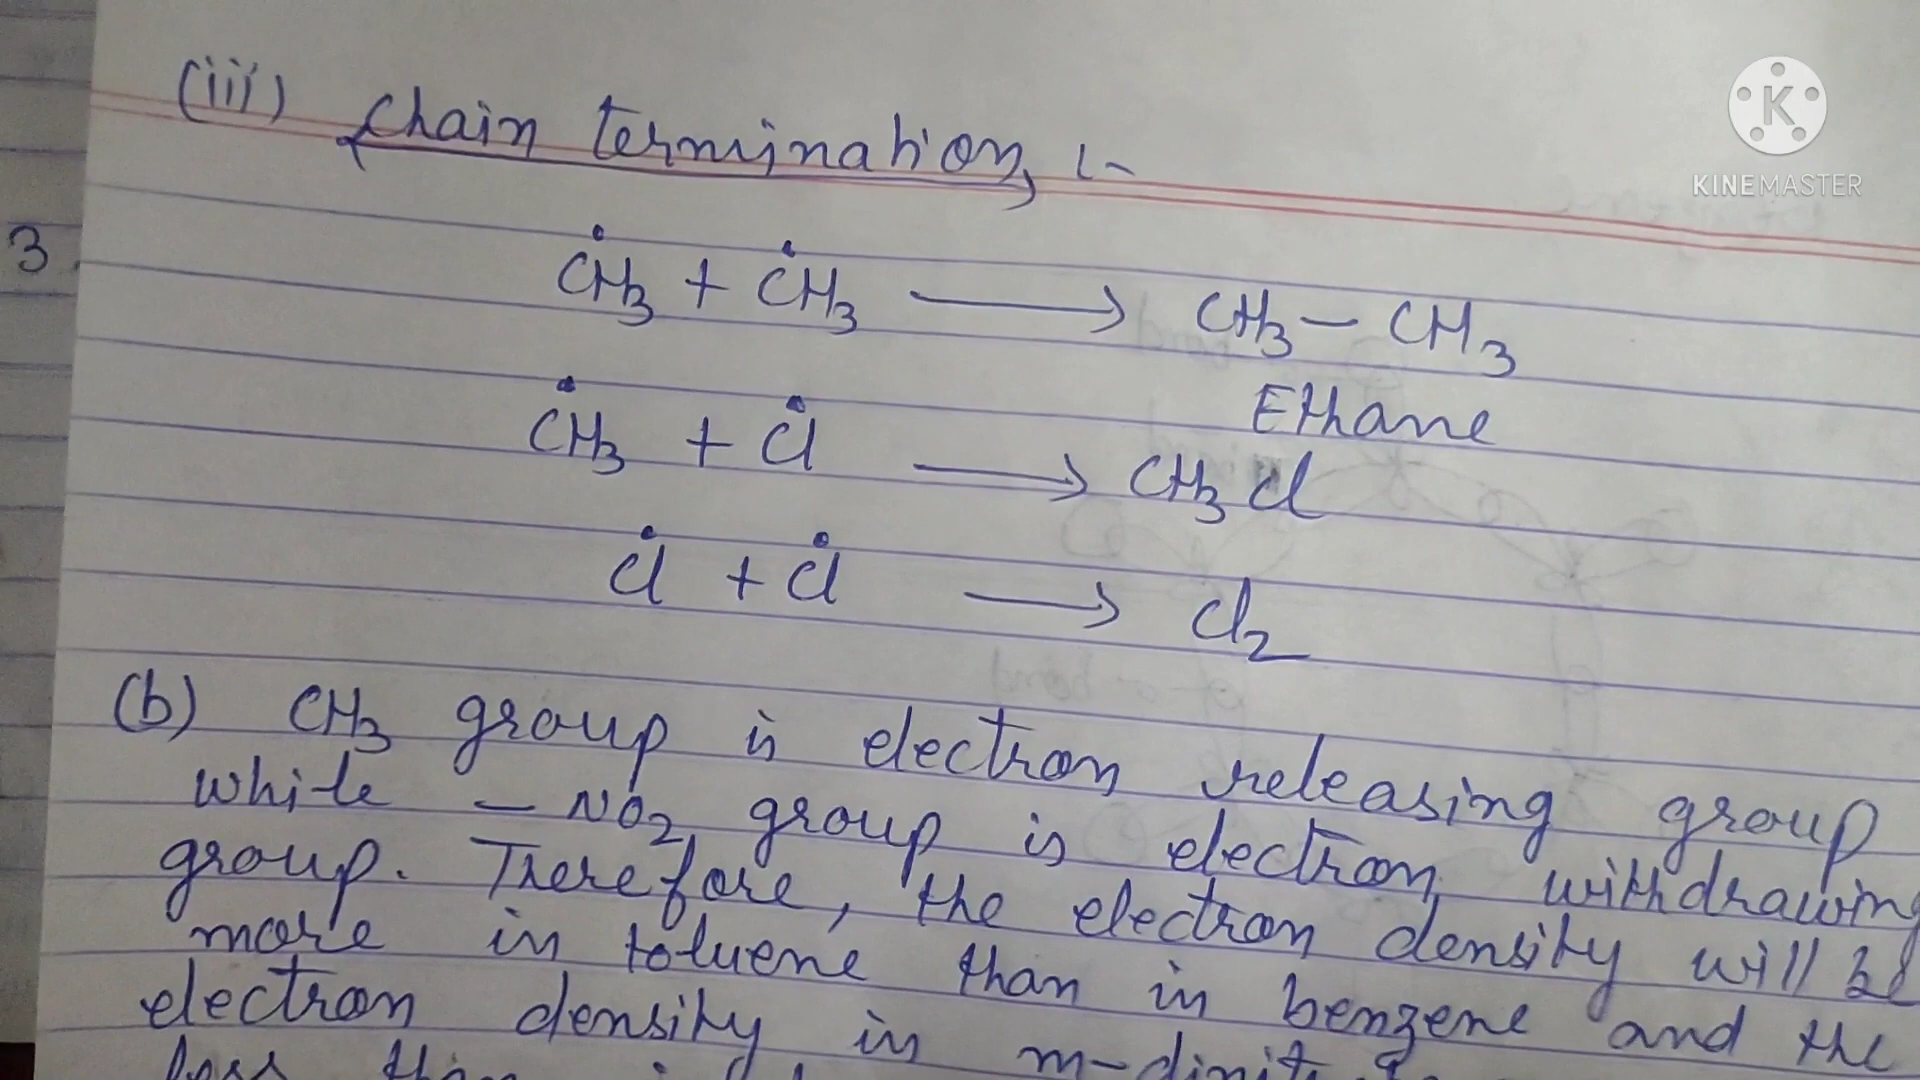 (iii) Chain termination :-
KINEMASTER
3
ĊH₃ + ĊH₃ ⟶ CH₃ – CH₃
Ethane
ĊH₃ + Ċl ⟶ CH₃Cl
Ċl + Ċl ⟶ Cl₂
(b) CH₃ group is electron releasing group
while – NO₂ group is electron withdrawing
group. Therefore, the electron density will be
more in toluene than in benzene and the
electron density in
less than